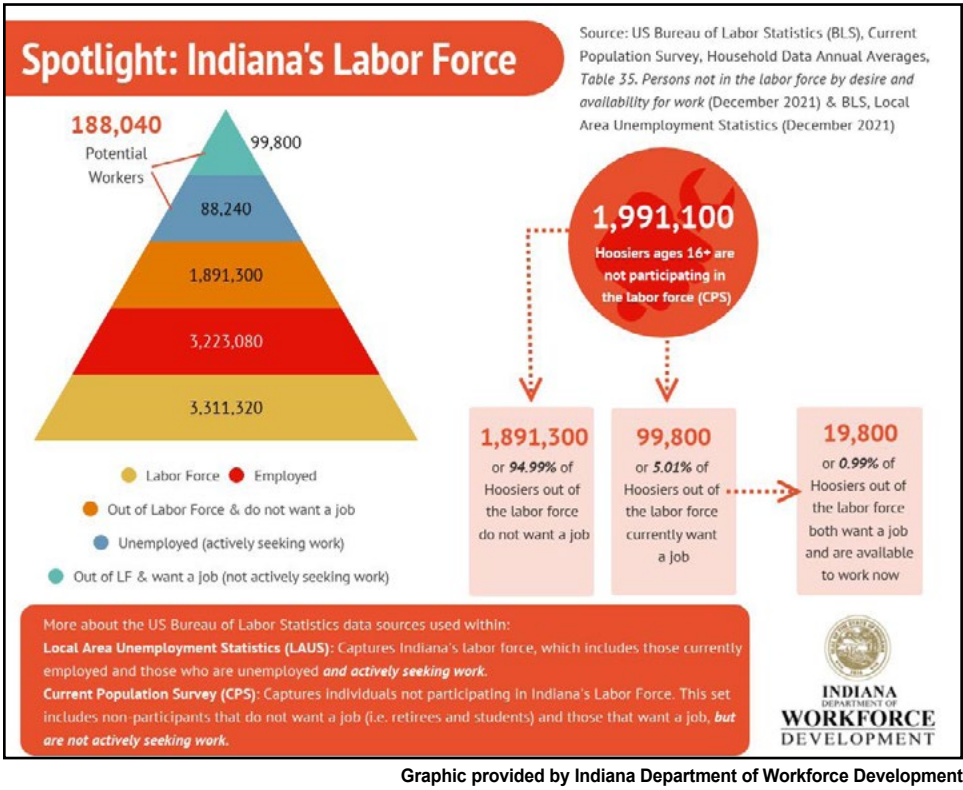 Spotlight: Indiana's Labor Force
Source: US Bureau of Labor Statistics (BLS), Current
Population Survey, Household Data Annual Averages,
Table 35. Persons not in the labor force by desire and
availability for work (December 2021) & BLS, Local
Area Unemployment Statistics (December 2021)
188,040
Potential
Workers
99,800
88,240
1,891,300
3,223,080
3,311,320
Labor Force
Employed
Out of Labor Force & do not want a job
Unemployed (actively seeking work)
Out of LF & want a job (not actively seeking work)
1,991,100
Hoosiers ages 16+ are
not participating in
the labor force (CPS)
1,891,300
or 94.99% of
Hoosiers out of
the labor force
do not want a job
99,800
or 5.01% of
Hoosiers out of
the labor force
currently want
a job
19,800
or 0.99% of
Hoosiers out of
the labor force
both want a job
and are available
to work now
More about the US Bureau of Labor Statistics data sources used within:
Local Area Unemployment Statistics (LAUS): Captures Indiana's labor force, which includes those currently
employed and those who are unemployed and actively seeking work.
Current Population Survey (CPS): Captures individuals not participating in Indiana's Labor Force. This set
includes non-participants that do not want a job (i.e. retirees and students) and those that want a job, but
are not actively seeking work.
INDIANA
DEPARTMENT OF
WORKFORCE
DEVELOPMENT
Graphic provided by Indiana Department of Workforce Development